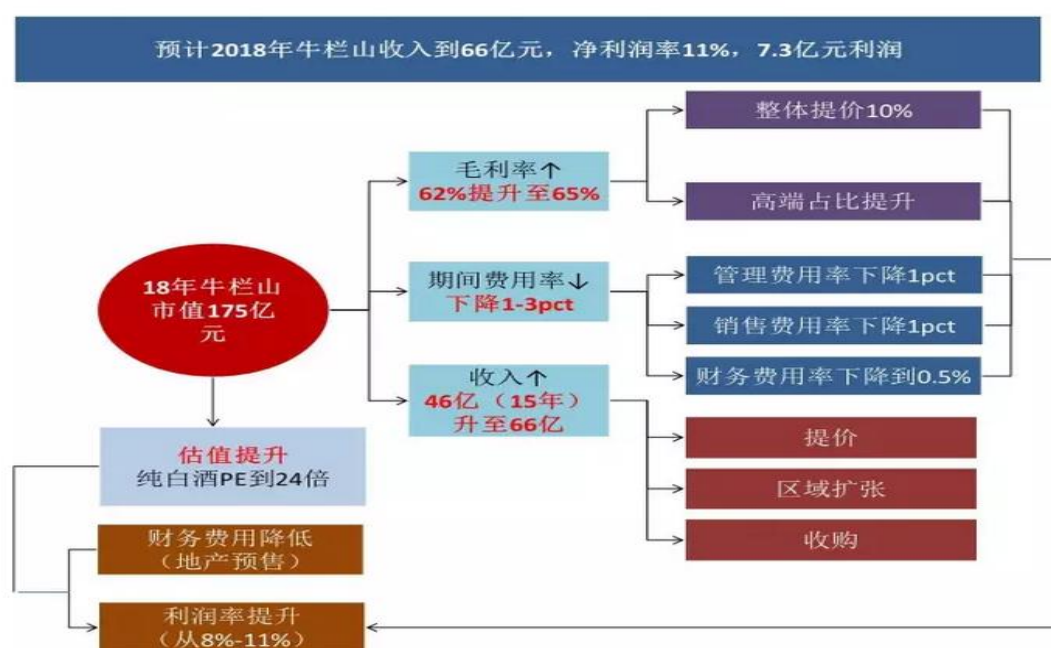 预计2018年牛栏山收入到66亿元，净利润率11%，7.3亿元利润
整体提价10%
毛利率↑
62%提升至65%
高端占比提升
18年牛栏山
市值175亿
元
期间费用率↓
下降1-3pct
管理费用率下降1pct
销售费用率下降1pct
财务费用率下降到0.5%
收入↑
46亿（15年）
升至66亿
提价
区域扩张
收购
估值提升
纯白酒PE到24倍
财务费用降低
（地产预售）
利润率提升
（从8%-11%）